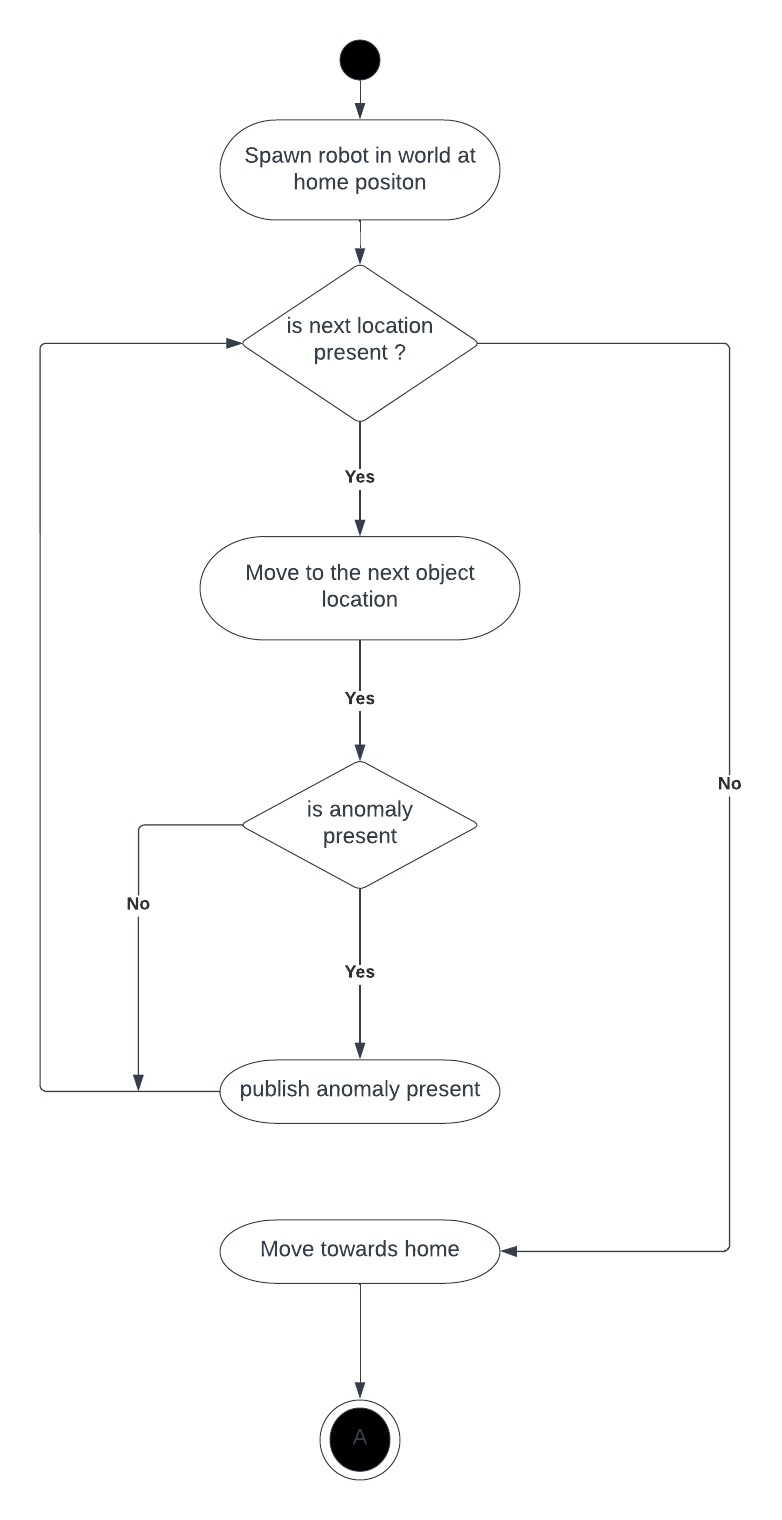 Spawn robot in world at
home positon
is next location
present ?
Yes
Move to the next object
location
Yes
No
is anomaly
present
No
Yes
publish anomaly present
Move towards home
A